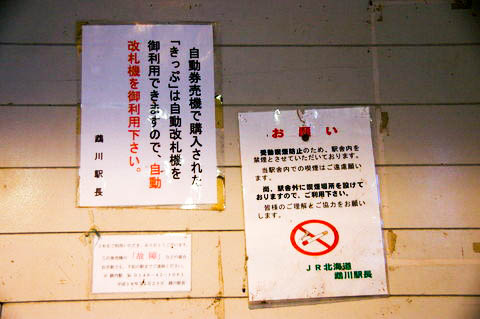 自動券売機で購入された
「きっぷ」は自動改札機を
御利用できますので、自動
改札機を御利用下さい。
鵡川駅長
お願い
受動喫煙防止のため、駅舎内を
禁煙とさせていただいております。
当駅舎内での喫煙はご遠慮願い
ます。
尚、駅舎外に喫煙場所を設けて
おりますので、ご利用下さい。
皆様のご理解とご協力をお願い
します。
JR北海道
鵡川駅長
「故障」